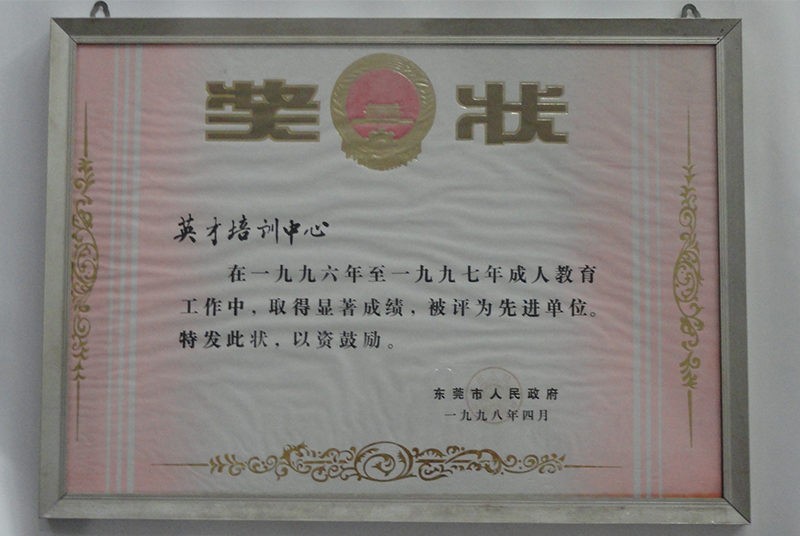 奖状
英才培训中心
在一九九六年至一九九七年成人教育
工作中，取得显著成绩，被评为先进单位。
特发此状，以资鼓励。
东莞市人民政府
一九九八年四月